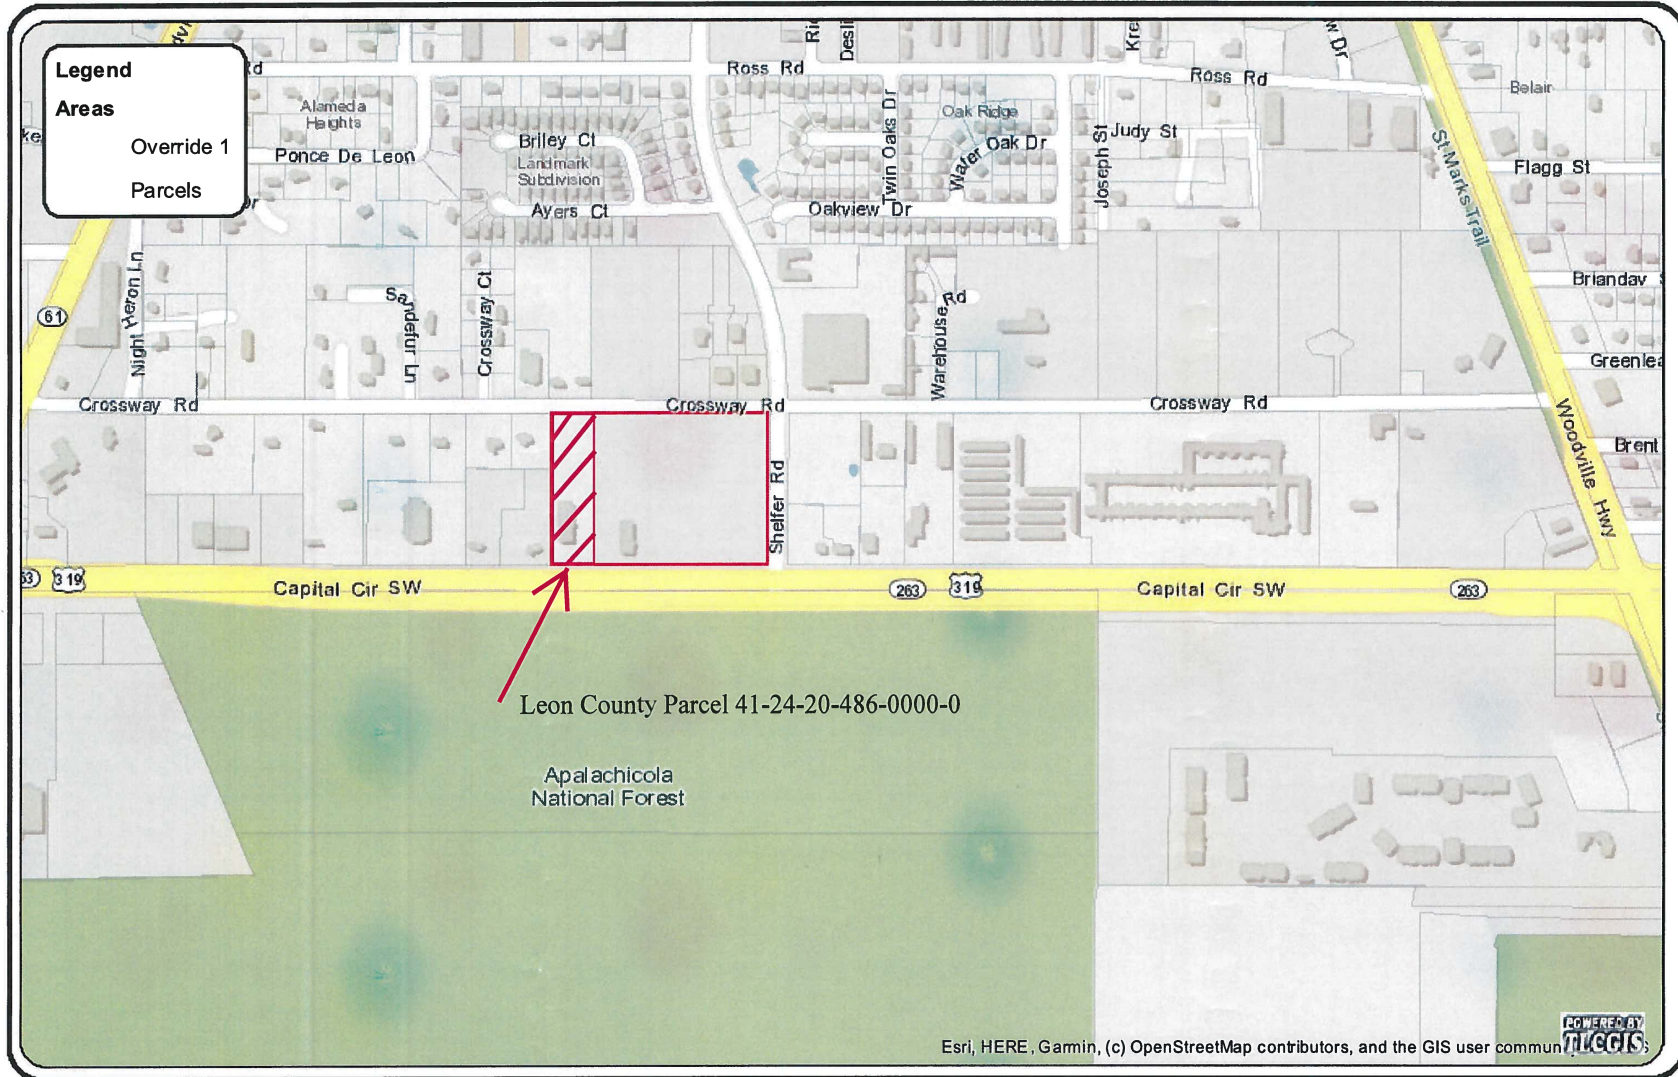 Legend
Areas
Override 1
Parcels
Rd
Ross Rd
Ross Rd
Alameda
Heights
Ponce De Leon
Briley Ct
Landmark
Subdivision
Ayers Ct
Twin Oaks Dr
Oak Ridge
Wafer Oak Dr
Oakview Dr
Joseph St
Judy St
St Marks Trail
Belair
Flagg St
Night Heron Ln
Sandefur Ln
Crossway Ct
Warehouse Rd
61
Crossway Rd
Crossway Rd
Crossway Rd
Shelfer Rd
Woodville Hwy
Brent
319
Capital Cir SW
263
319
Capital Cir SW
263
Leon County Parcel 41-24-20-486-0000-0
Apalachicola
National Forest
Esri, HERE, Garmin, (c) OpenStreetMap contributors, and the GIS user
POWERED BY
TLCGIS